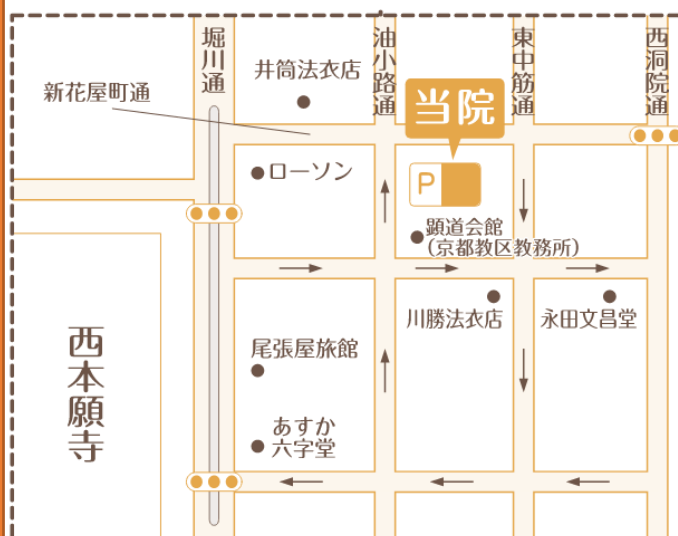 堀川通
油小路通
東中筋通
西洞院通
井筒法衣店
新花屋町通
当院
ローソン
P
顕道会館
(京都教区教務所)
川勝法衣店
永田文昌堂
西本願寺
尾張屋旅館
あすか
六字堂